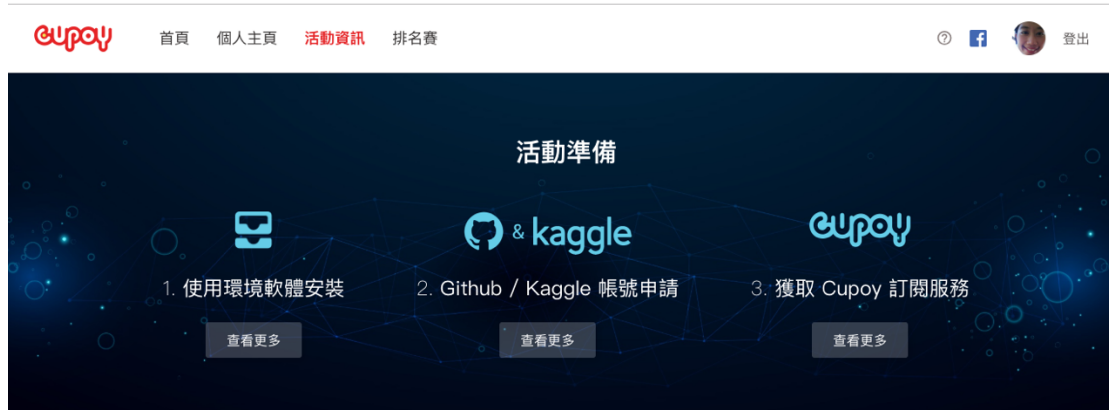 cupoy 首頁 個人主頁 活動資訊 排名賽 登出
活動準備
& kaggle cupoy
1. 使用環境軟體安裝 2. Github / Kaggle 帳號申請 3. 獲取 Cupoy 訂閱服務
查看更多 查看更多 查看更多